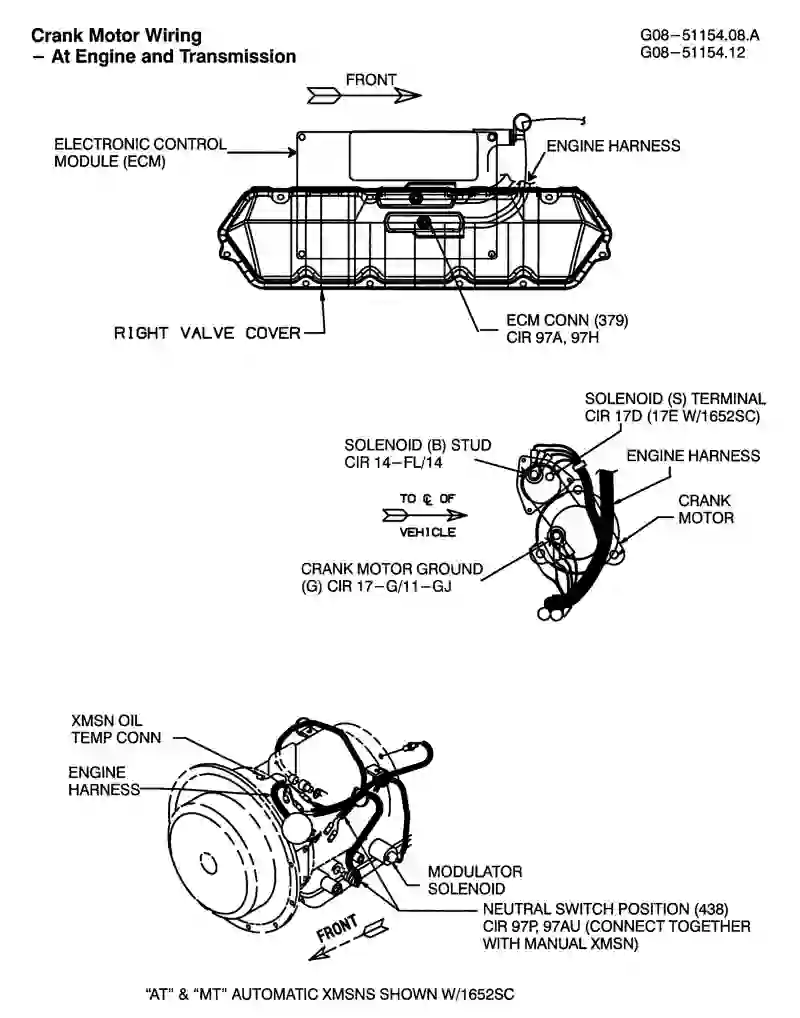 Crank Motor Wiring
– At Engine and Transmission
G08–51154.08.A
G08–51154.12
FRONT
ELECTRONIC CONTROL
MODULE (ECM)
ENGINE HARNESS
RIGHT VALVE COVER
ECM CONN (379)
CIR 97A, 97H
SOLENOID (S) TERMINAL
CIR 17D (17E W/1652SC)
SOLENOID (B) STUD
CIR 14–FL/14
ENGINE HARNESS
TO ℄ OF
VEHICLE
CRANK
MOTOR
CRANK MOTOR GROUND
(G) CIR 17–G/11–GJ
XMSN OIL
TEMP CONN
ENGINE
HARNESS
MODULATOR
SOLENOID
NEUTRAL SWITCH POSITION (438)
CIR 97P, 97AU (CONNECT TOGETHER
WITH MANUAL XMSN)
FRONT
“AT” & “MT” AUTOMATIC XMSNS SHOWN W/1652SC